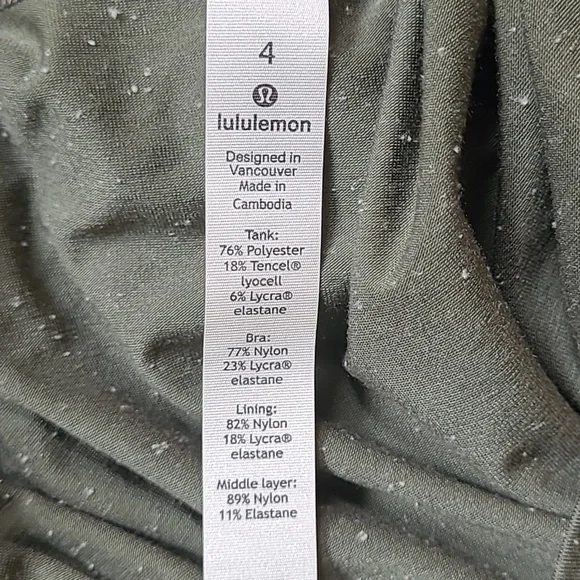 4
lululemon
Designed in
Vancouver
Made in
Cambodia
Tank:
76% Polyester
18% Tencel®
lyocell
6% Lycra®
elastane
Bra:
77% Nylon
23% Lycra®
elastane
Lining:
82% Nylon
18% Lycra®
elastane
Middle layer:
89% Nylon
11% Elastane